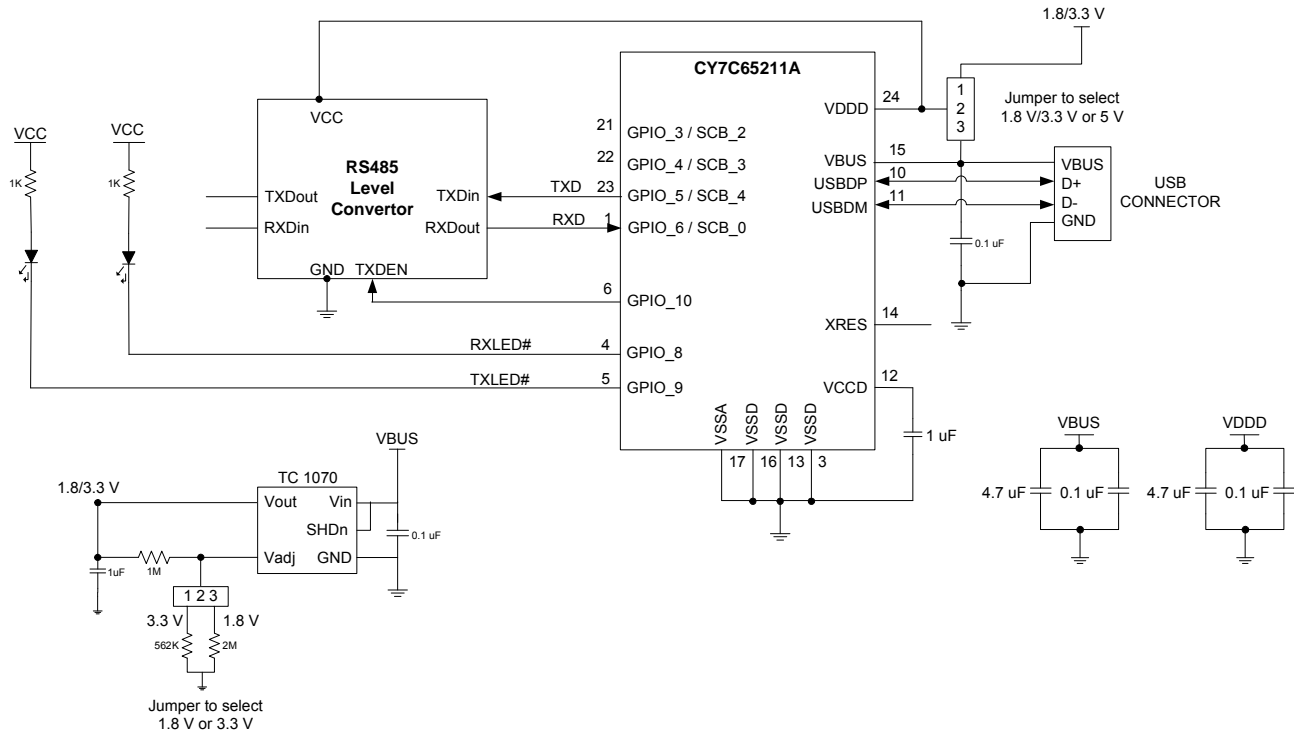 1.8/3.3 V
CY7C65211A
VCC
VCC
VCC
RS485
Level
Convertor
TXDout
RXDin
TXDin
RXDout
GND
TXDEN
1K
1K
TXD
RXD
21
22
23
1
6
4
5
GPIO_3 / SCB_2
GPIO_4 / SCB_3
GPIO_5 / SCB_4
GPIO_6 / SCB_0
GPIO_10
GPIO_8
GPIO_9
RXLED#
TXLED#
VDDD
24
VBUS
15
USBDP
10
USBDM
11
XRES
14
VCCD
12
1
2
3
Jumper to select
1.8 V/3.3 V or 5 V
VBUS
D+
D-
GND
USB
CONNECTOR
0.1 uF
VSSA
VSSD
VSSD
VSSD
17
16
13
3
1 uF
VBUS
TC 1070
1.8/3.3 V
Vout
Vin
SHDn
Vadj
GND
0.1 uF
1uF
1M
1 2 3
3.3 V
1.8 V
562K
2M
Jumper to select
1.8 V or 3.3 V
VBUS
4.7 uF
0.1 uF
VDDD
4.7 uF
0.1 uF